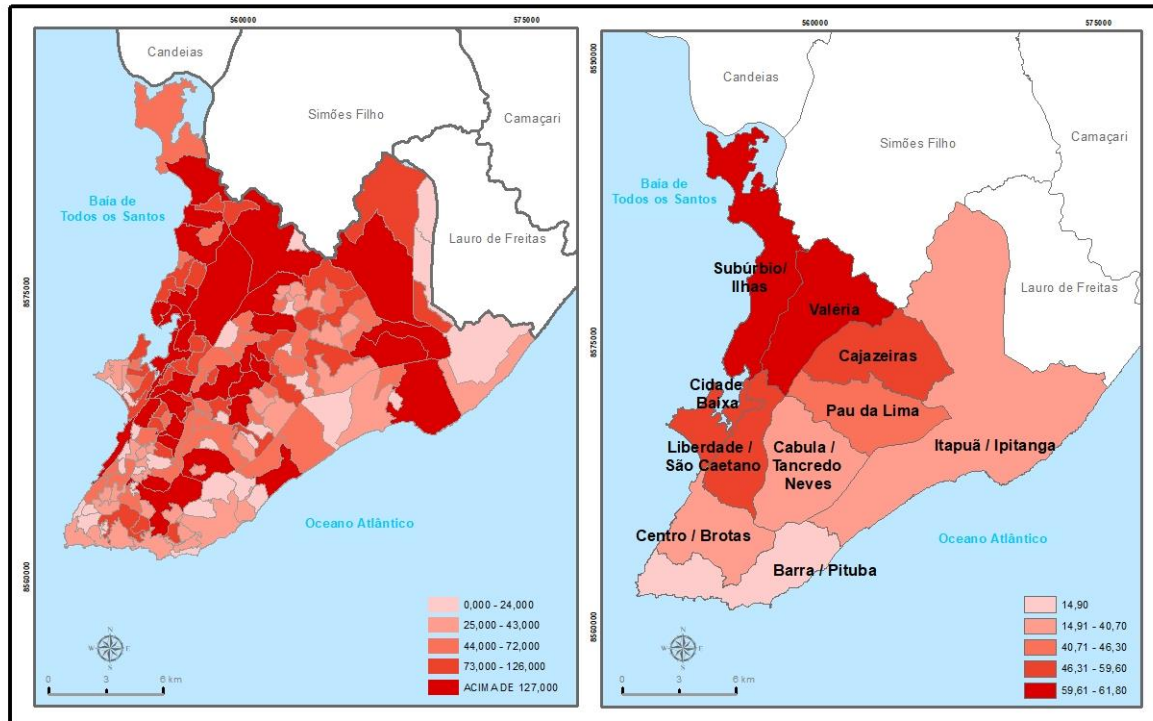 560000
575000
8575000
8560000
Candeias
Simões Filho
Camaçari
Baía de
Todos os Santos
Lauro de Freitas
Oceano Atlântico
0,000 - 24,000
25,000 - 43,000
44,000 - 72,000
73,000 - 126,000
ACIMA DE 127,000
N
W
E
S
0
3
6 km
560000
575000
8590000
8575000
8560000
Candeias
Simões Filho
Camaçari
Baía de
Todos os Santos
Lauro de Freitas
Subúrbio/
Ilhas
Valéria
Cajazeiras
Cidade
Baixa
Pau da Lima
Liberdade /
São Caetano
Cabula /
Tancredo
Neves
Itapuã / Ipitanga
Centro / Brotas
Barra / Pituba
Oceano Atlântico
14,90
14,91 - 40,70
40,71 - 46,30
46,31 - 59,60
59,61 - 61,80
N
W
E
S
0
3
6 km